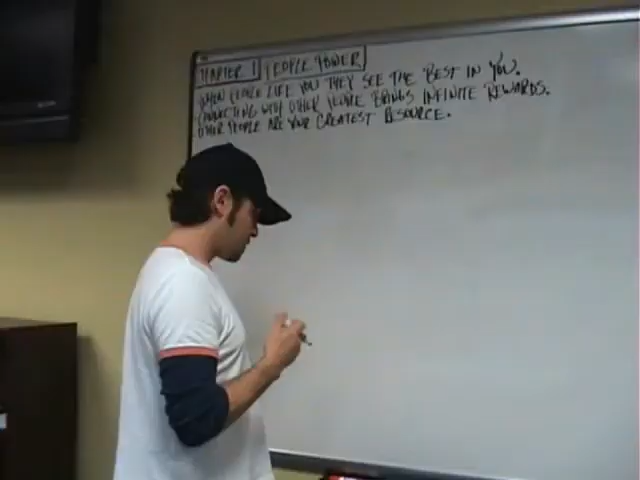 CHAPTER 1 PEOPLE POWER
WHEN PEOPLE LIKE YOU THEY SEE THE BEST IN YOU.
CONNECTING WITH OTHER PEOPLE BRINGS INFINITE REWARDS.
OTHER PEOPLE ARE YOUR GREATEST RESOURCE.